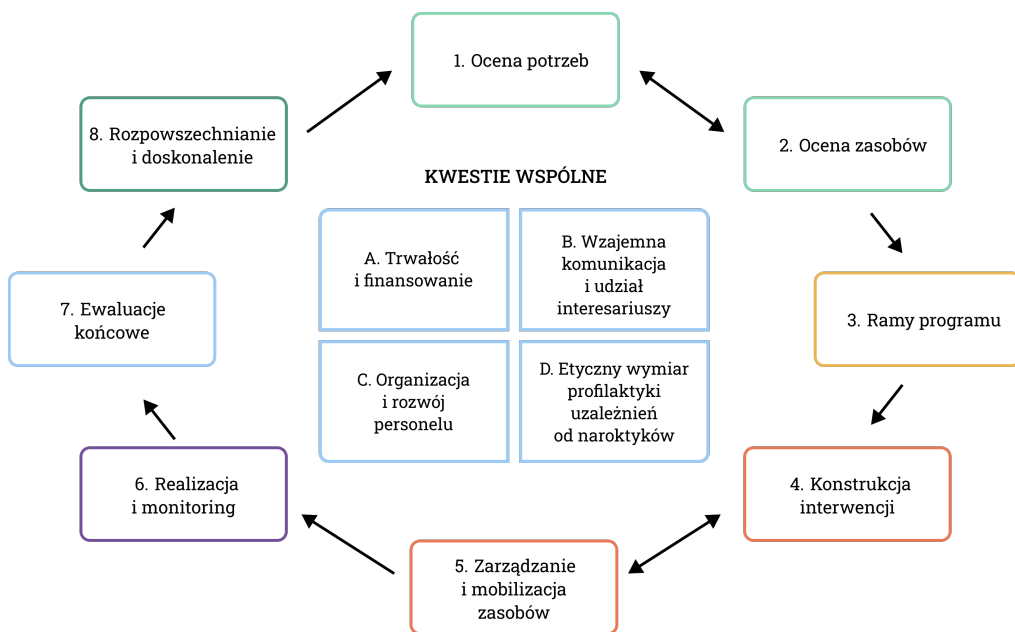 1. Ocena potrzeb
2. Ocena zasobów
3. Ramy programu
4. Konstrukcja
interwencji
5. Zarządzanie
i mobilizacja
zasobów
6. Realizacja
i monitoring
7. Ewaluacje
końcowe
8. Rozpowszechnianie
i doskonalenie
KWESTIE WSPÓLNE
A. Trwałość
i finansowanie
B. Wzajemna
komunikacja
i udział
interesariuszy
C. Organizacja
i rozwój
personelu
D. Etyczny wymiar
profilaktyki
uzależnień
od naroktyków